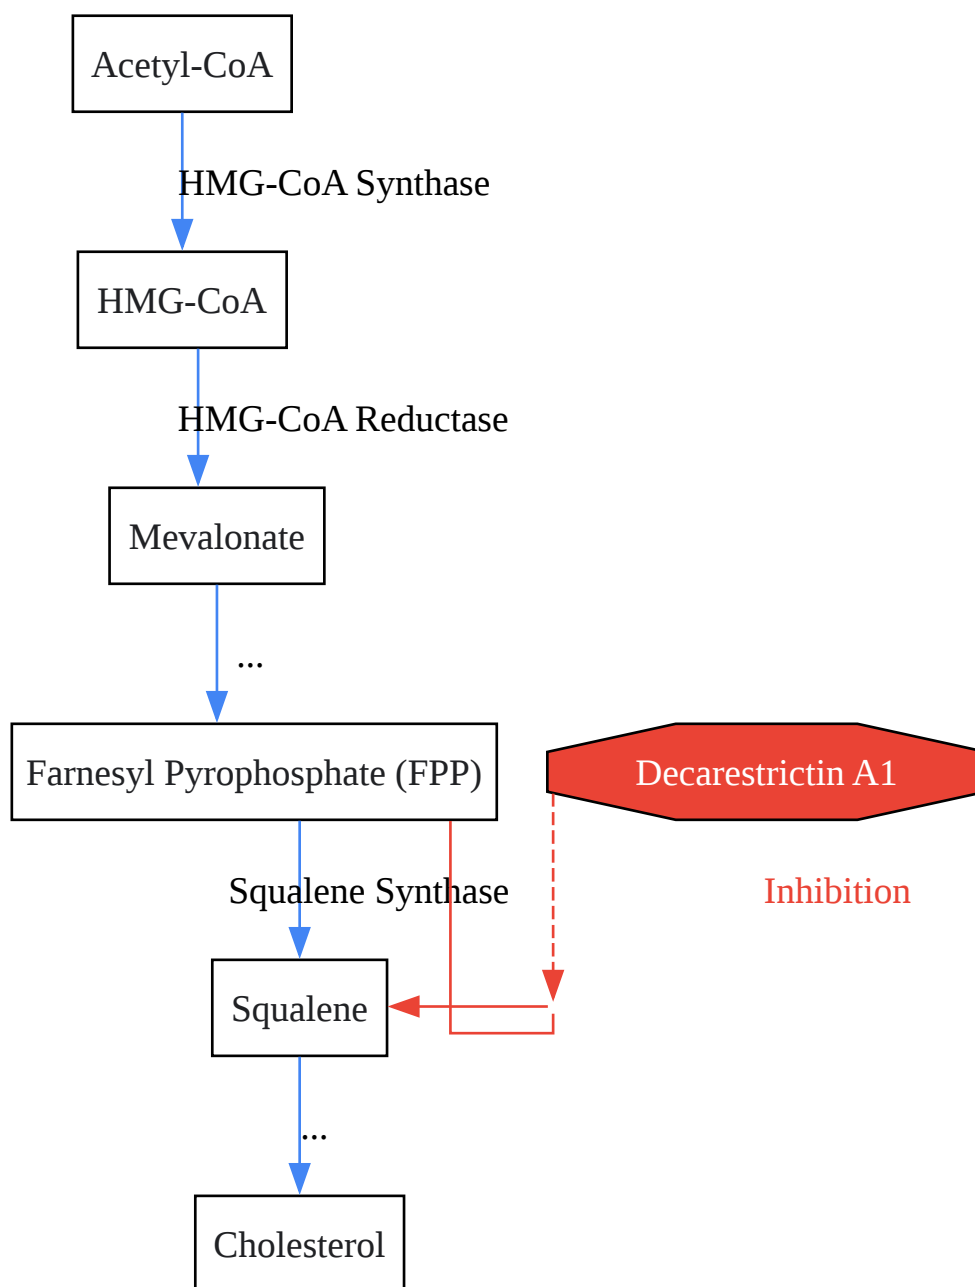 Acetyl-CoA
HMG-CoA Synthase
HMG-CoA
HMG-CoA Reductase
Mevalonate
...
Farnesyl Pyrophosphate (FPP)
Decarestrictin A1
Squalene Synthase
Inhibition
Squalene
...
Cholesterol